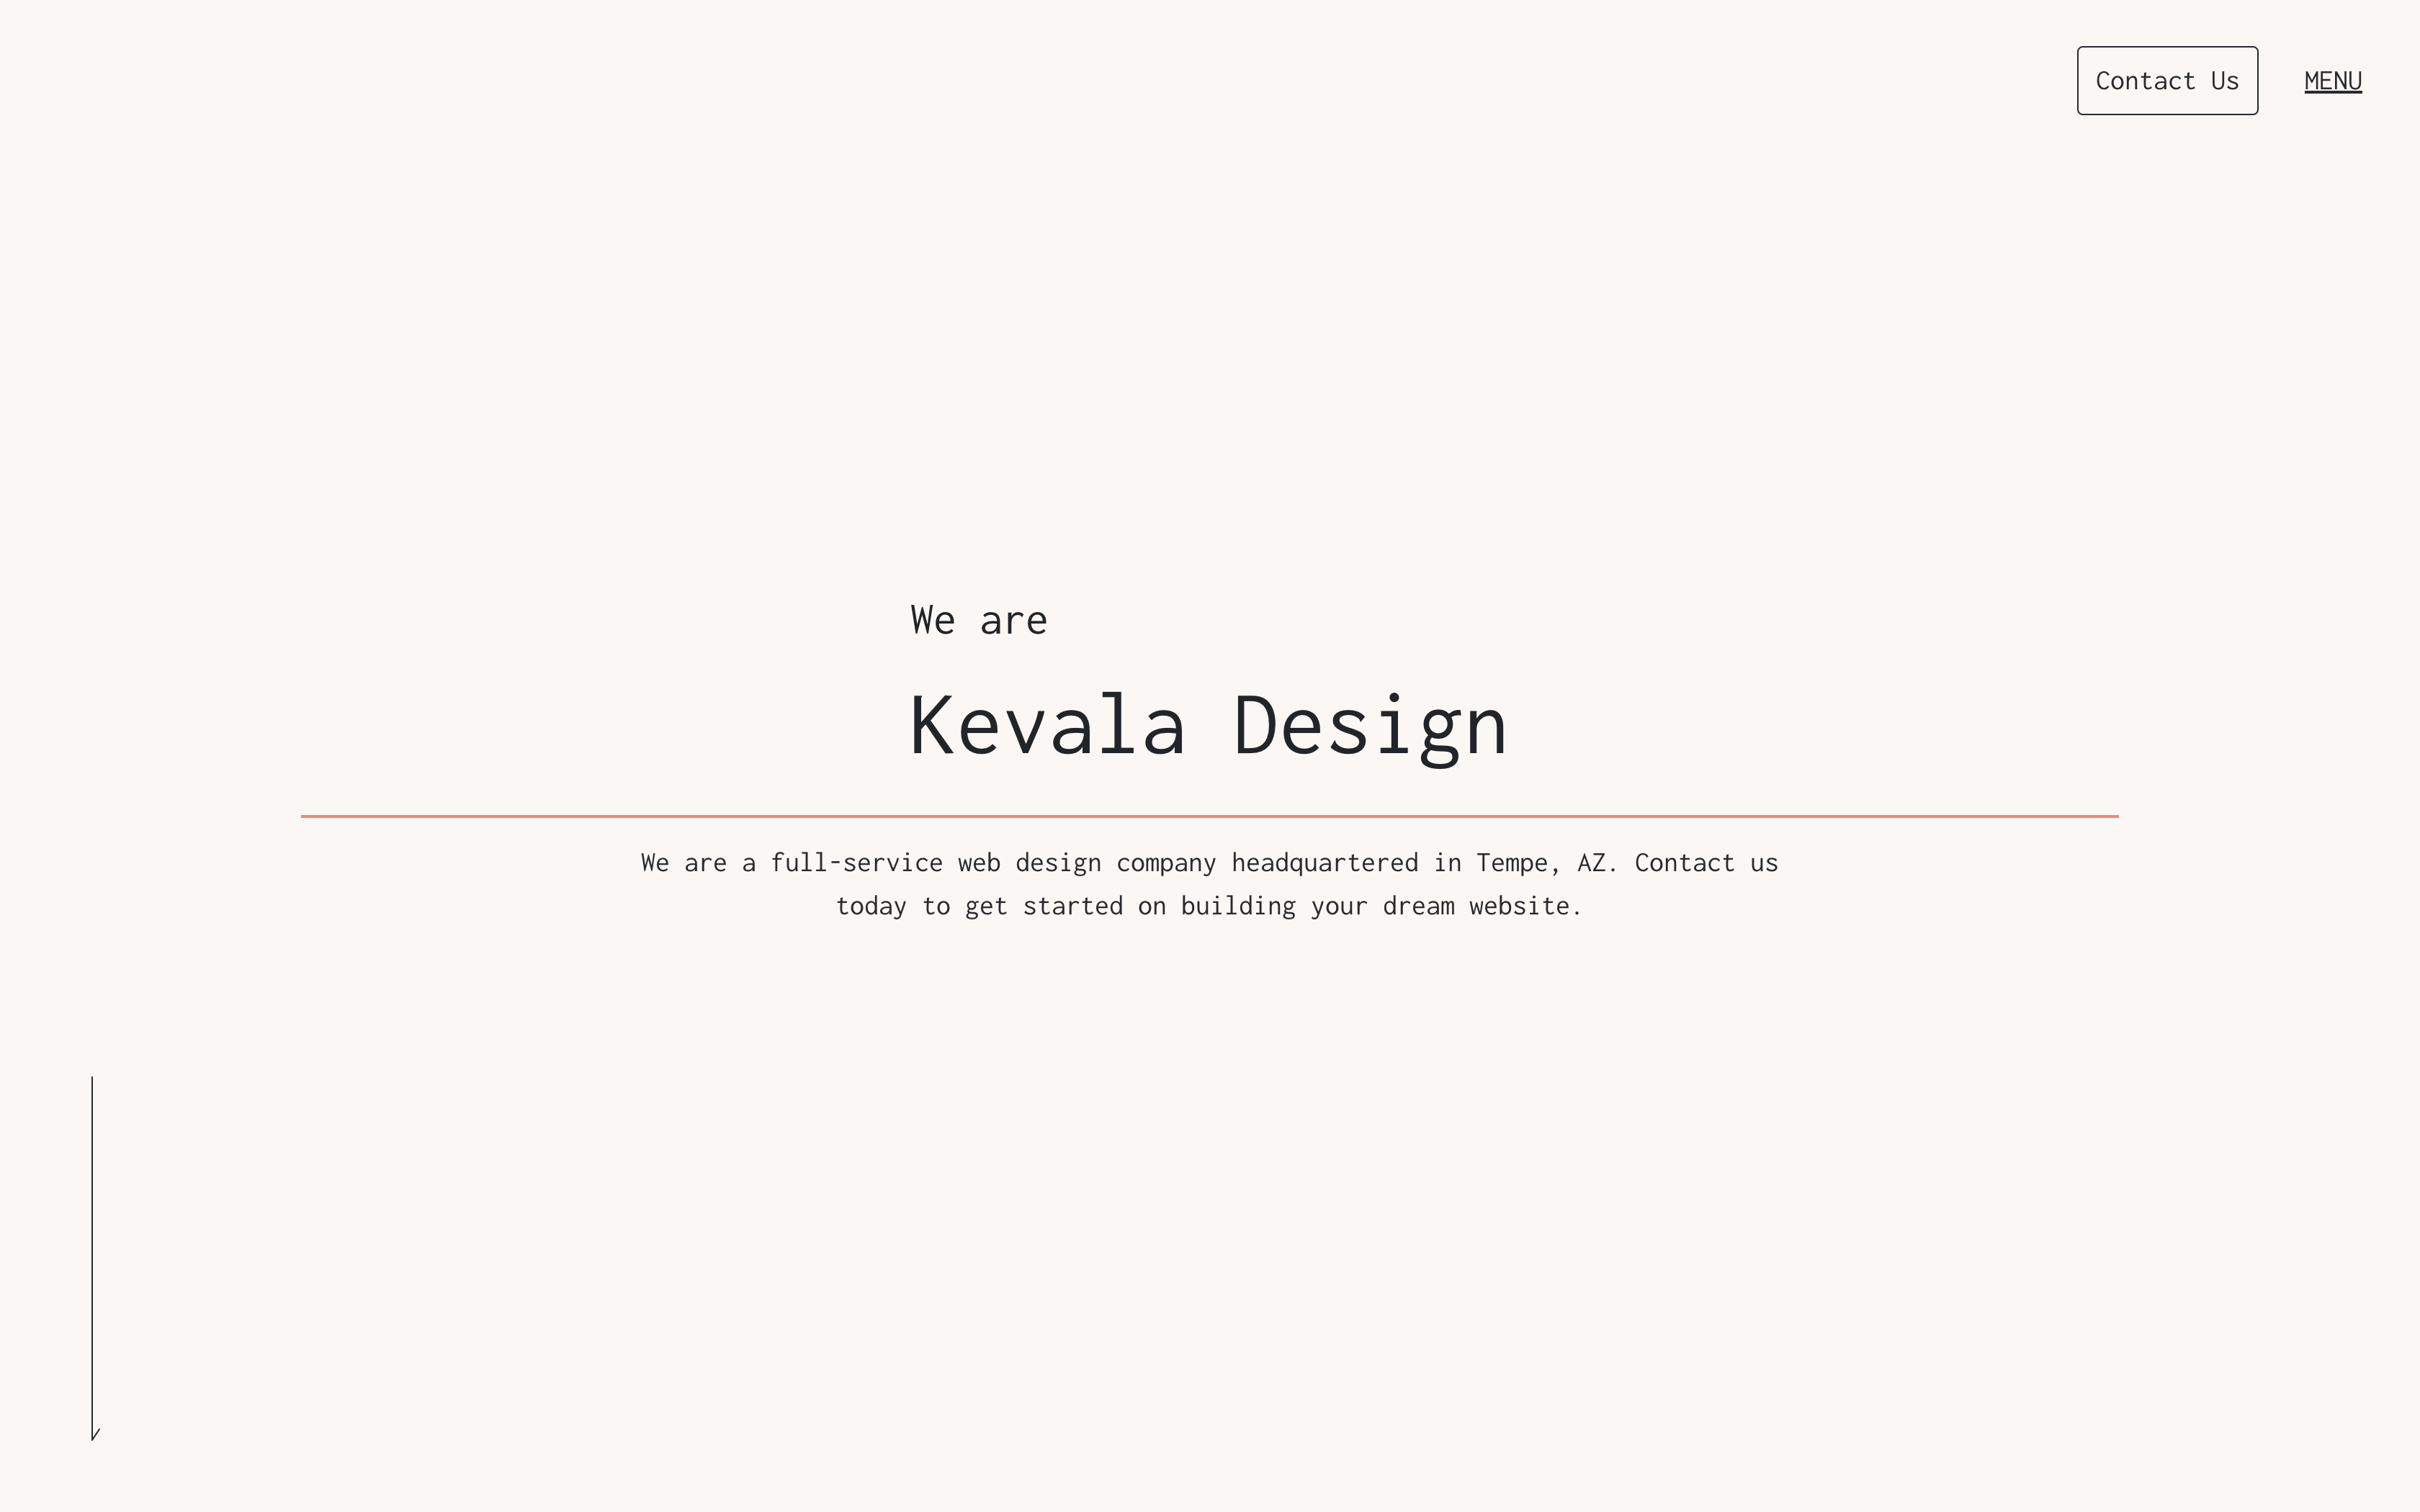 Contact Us
MENU
We are
Kevala Design
We are a full-service web design company headquartered in Tempe, AZ. Contact us
today to get started on building your dream website.